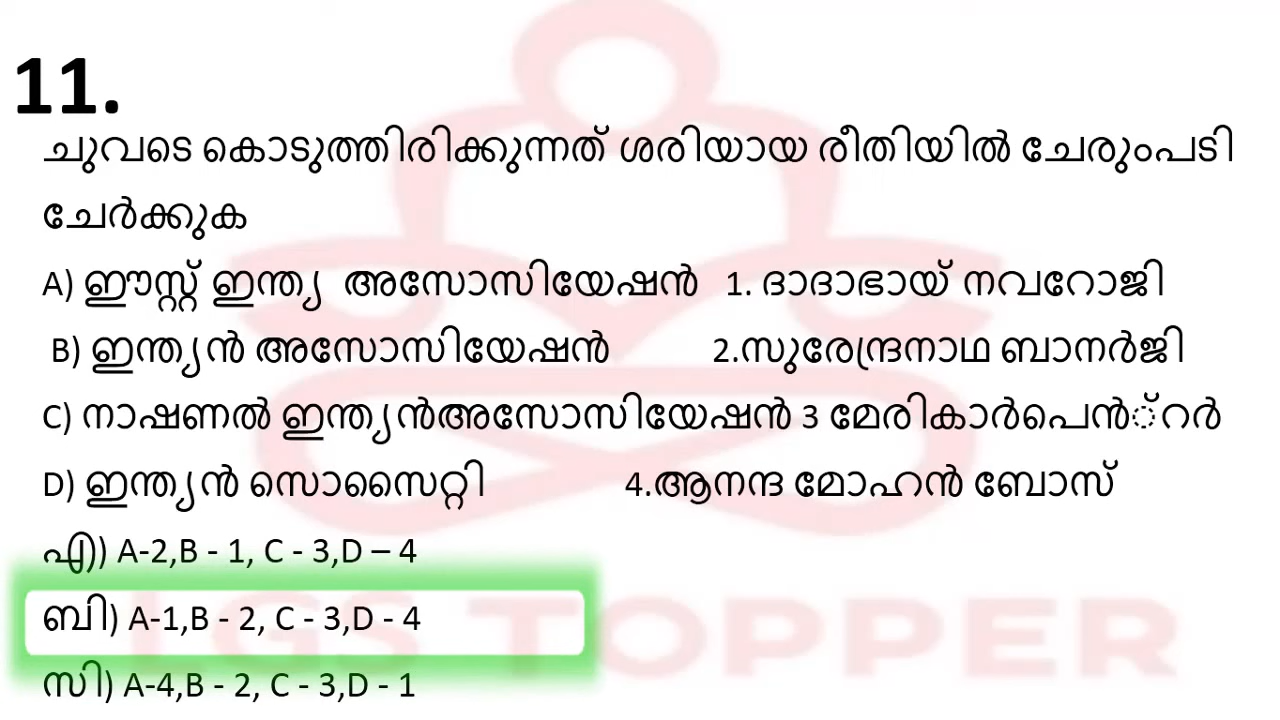 11.
ചുവടെ കൊടുത്തിരിക്കുന്നത് ശരിയായ രീതിയിൽ ചേരുംപടി
ചേർക്കുക
A) ഈസ്റ്റ് ഇന്ത്യ അസോസിയേഷൻ 1. ദാദാഭായ് നവറോജി
B) ഇന്ത്യൻ അസോസിയേഷൻ 2.സുരേന്ദ്രനാഥ ബാനർജി
C) നാഷണൽ ഇന്ത്യൻഅസോസിയേഷൻ 3 മേരികാർപെൻ്റർ
D) ഇന്ത്യൻ സൊസൈറ്റി 4.ആനന്ദ മോഹൻ ബോസ്
എ) A-2,B - 1, C - 3,D – 4
ബി) A-1,B - 2, C - 3,D - 4
സി) A-4,B - 2, C - 3,D - 1
LGS TOPPER